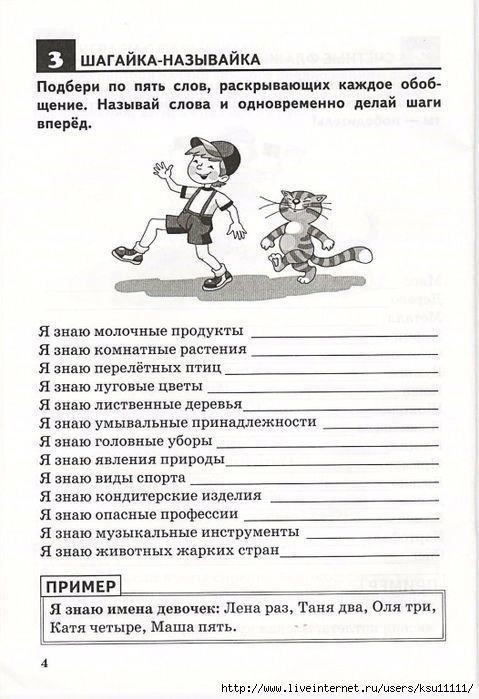 3 ШАГАЙКА-НАЗЫВАЙКА
Подбери по пять слов, раскрывающих каждое обоб-
щение. Называй слова и одновременно делай шаги
вперёд.
Я знаю молочные продукты
Я знаю комнатные растения
Я знаю перелётных птиц
Я знаю луговые цветы
Я знаю лиственные деревья
Я знаю умывальные принадлежности
Я знаю головные уборы
Я знаю явления природы
Я знаю виды спорта
Я знаю кондитерские изделия
Я знаю опасные профессии
Я знаю музыкальные инструменты
Я знаю животных жарких стран
ПРИМЕР
Я знаю имена девочек: Лена раз, Таня два, Оля три,
Катя четыре, Маша пять.
4
http://www.liveinternet.ru/users/ksu11111/